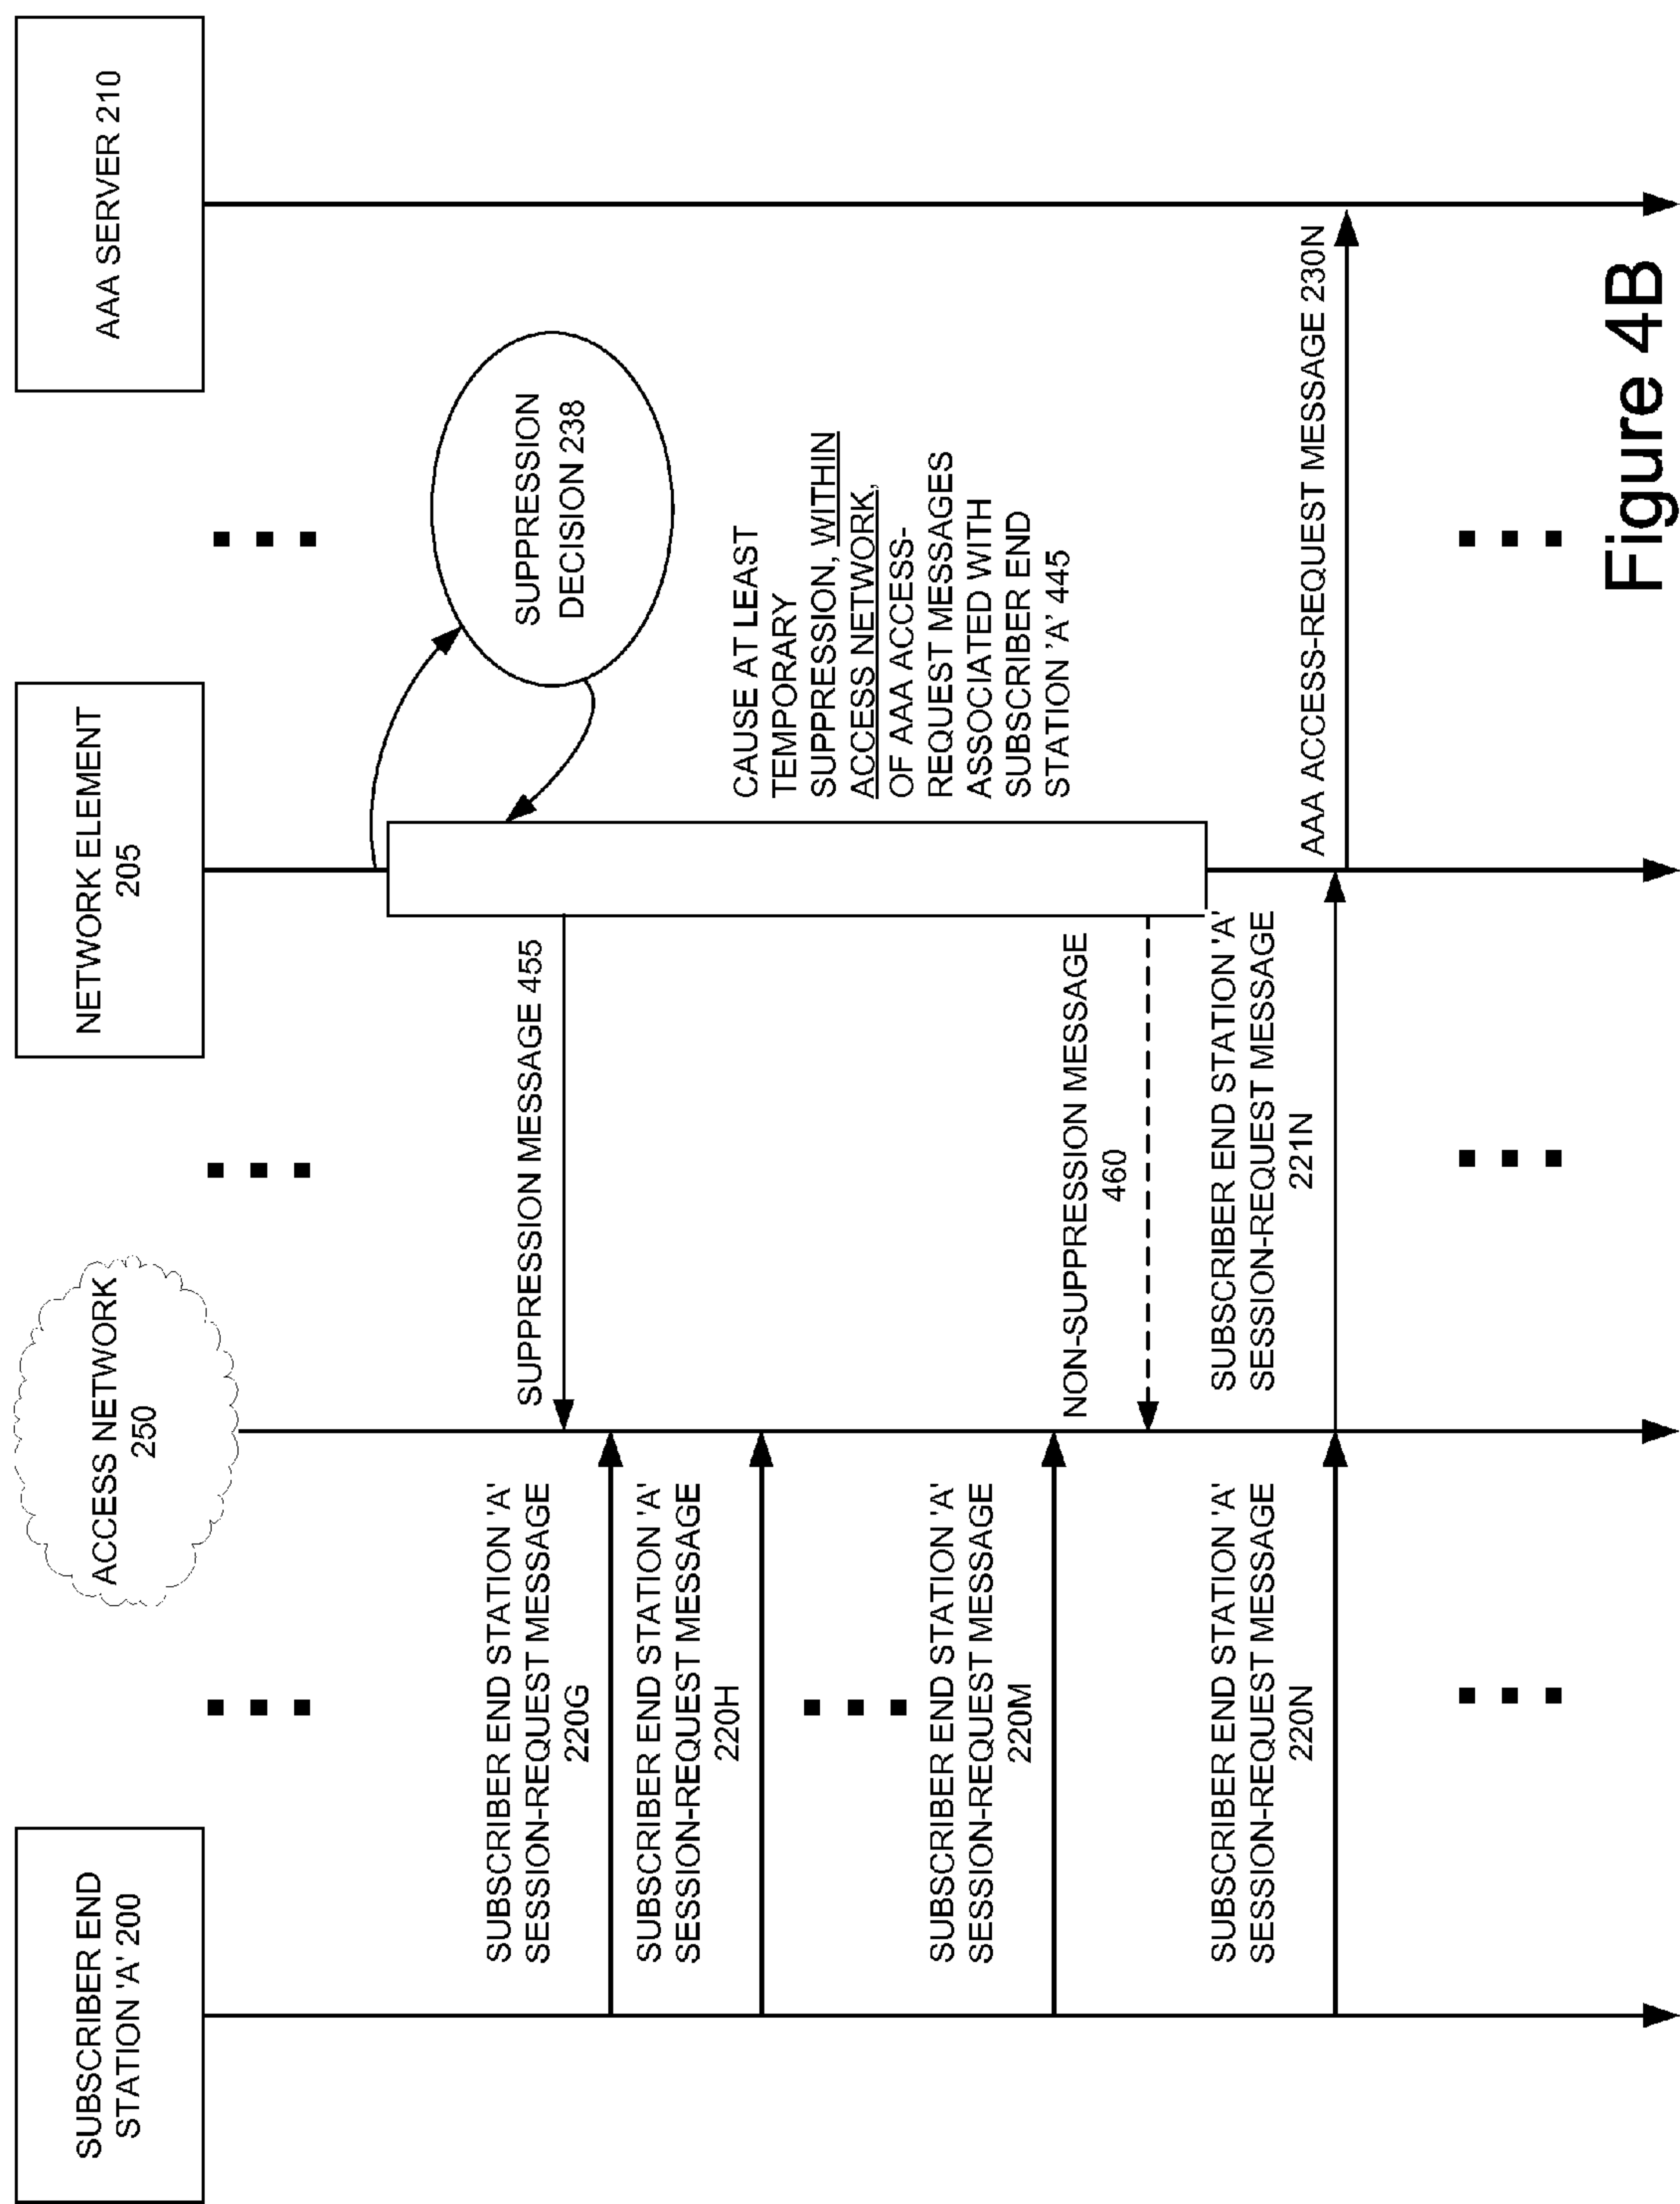 SUBSCRIBER END
STATION 'A' 200
ACCESS NETWORK
250
NETWORK ELEMENT
205
AAA SERVER 210
SUPPRESSION
DECISION 238
SUPPRESSION MESSAGE 455
SUBSCRIBER END STATION 'A'
SESSION-REQUEST MESSAGE
220G
SUBSCRIBER END STATION 'A'
SESSION-REQUEST MESSAGE
220H
CAUSE AT LEAST
TEMPORARY
SUPPRESSION, WITHIN
ACCESS NETWORK,
OF AAA ACCESS-
REQUEST MESSAGES
ASSOCIATED WITH
SUBSCRIBER END
STATION 'A' 445
SUBSCRIBER END STATION 'A'
SESSION-REQUEST MESSAGE
220M
NON-SUPPRESSION MESSAGE
460
SUBSCRIBER END STATION 'A'
SESSION-REQUEST MESSAGE
220N
SUBSCRIBER END STATION 'A'
SESSION-REQUEST MESSAGE
221N
AAA ACCESS-REQUEST MESSAGE 230N
Figure 4B